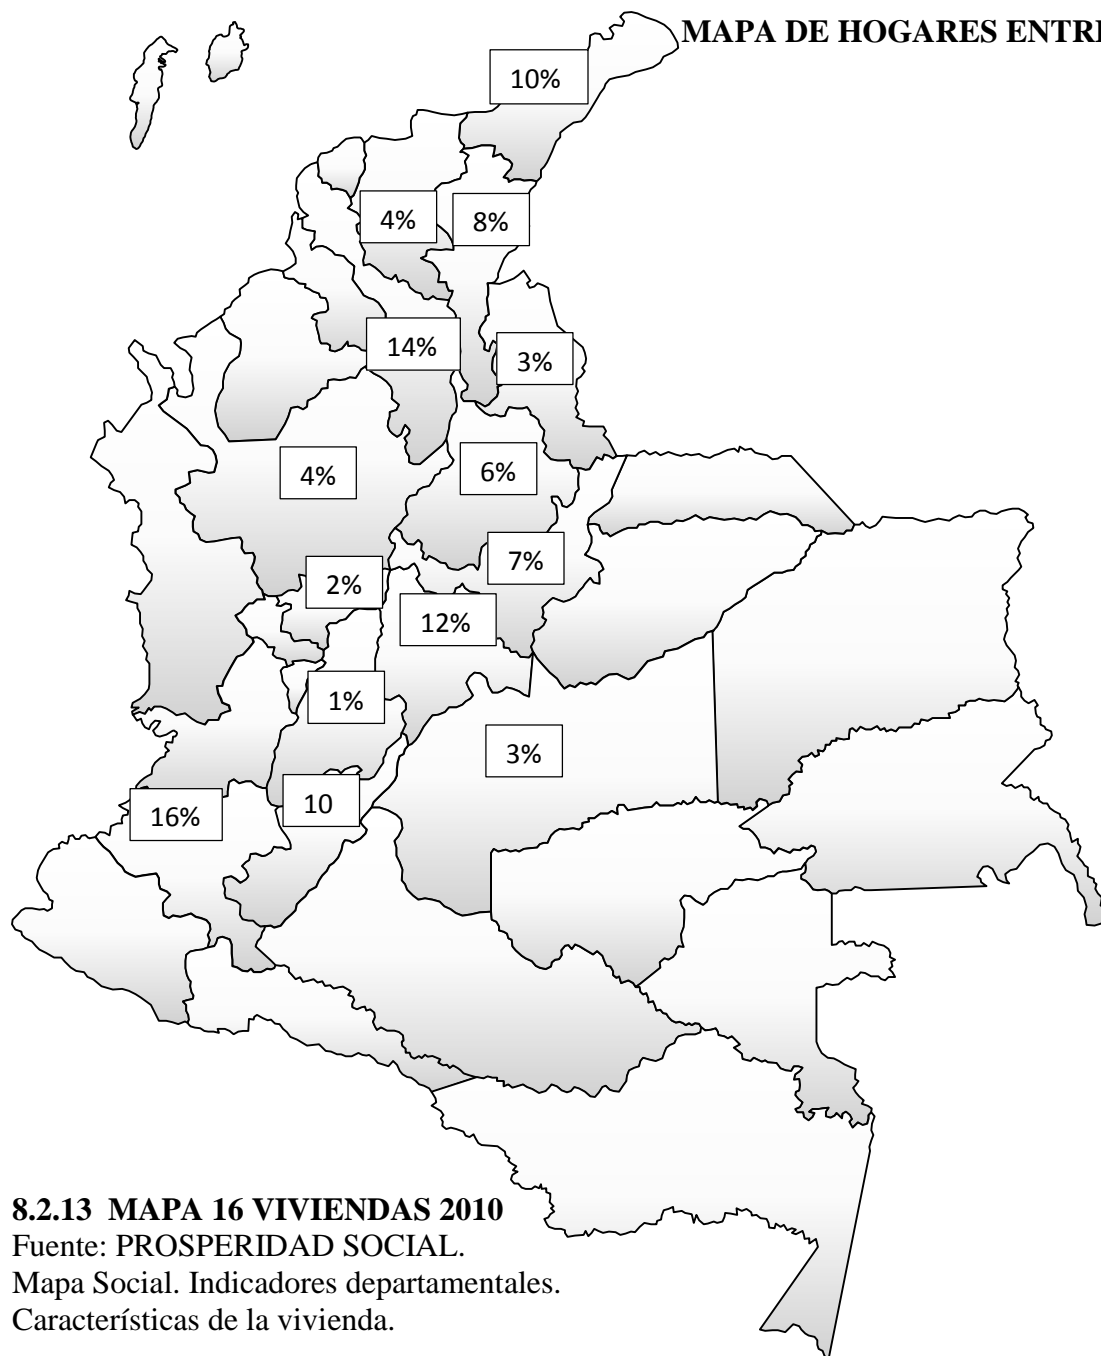 MAPA DE HOGARES ENTRE
10%
4%
8%
14%
3%
4%
6%
7%
2%
12%
1%
3%
10
16%
8.2.13 MAPA 16 VIVIENDAS 2010
Fuente: PROSPERIDAD SOCIAL.
Mapa Social. Indicadores departamentales.
Características de la vivienda.